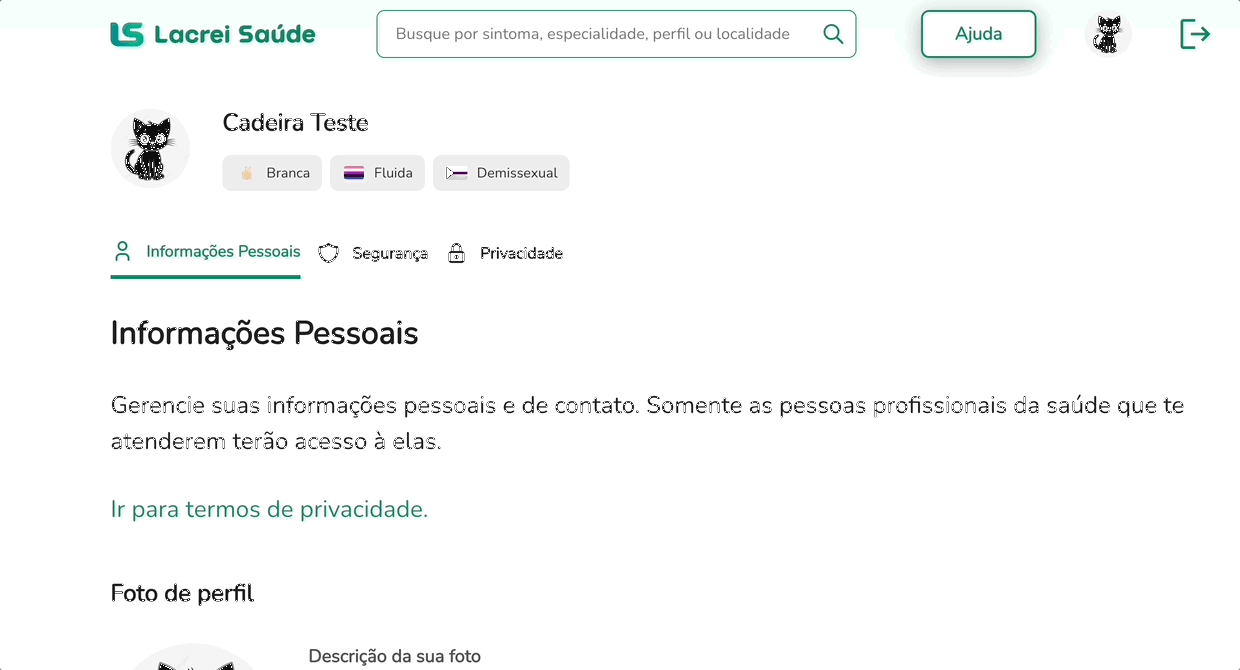 Lacrei Saúde
Busque por sintoma, especialidade, perfil ou localidade
Ajuda
Cadeira Teste
Branca
Fluida
Demissexual
Informações Pessoais
Segurança
Privacidade
Informações Pessoais
Gerencie suas informações pessoais e de contato. Somente as pessoas profissionais da saúde que te
atenderem terão acesso à elas.
Ir para termos de privacidade.
Foto de perfil
Descrição da sua foto